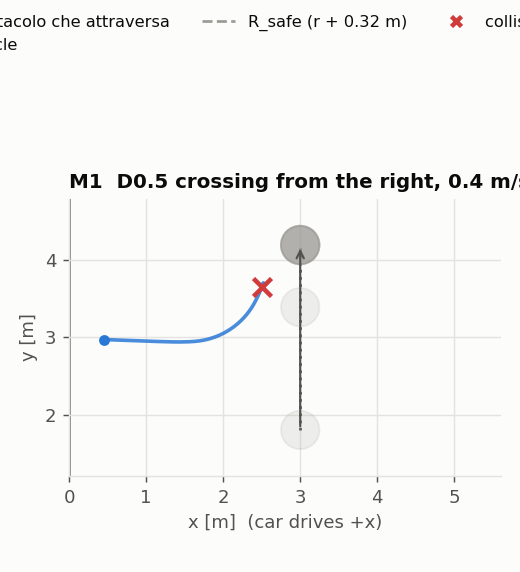 tacolo che attraversa   R_safe (r + 0.32 m)   collis
cle
M1  D0.5 crossing from the right, 0.4 m/s
4
3
2
y [m]
0 1 2 3 4 5
x [m]  (car drives +x)